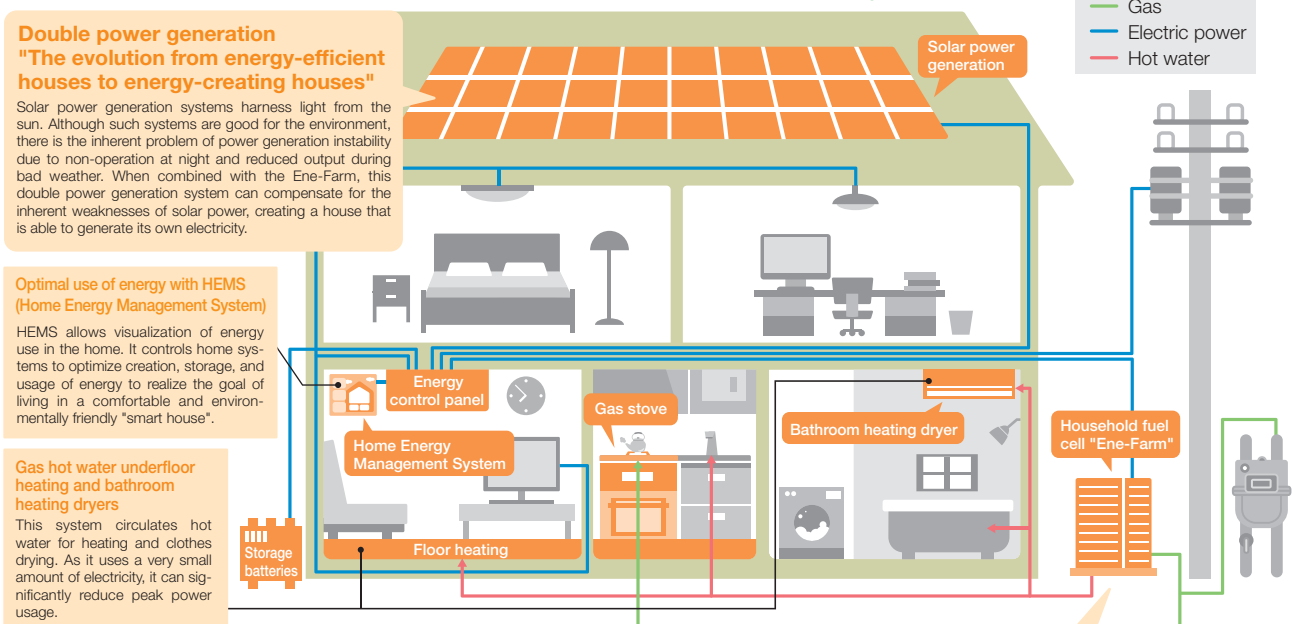 Double power generation
"The evolution from energy-efficient
houses to energy-creating houses"
Solar power generation systems harness light from the
sun. Although such systems are good for the environment,
there is the inherent problem of power generation instability
due to non-operation at night and reduced output during
bad weather. When combined with the Ene-Farm, this
double power generation system can compensate for the
inherent weaknesses of solar power, creating a house that
is able to generate its own electricity.
Solar power
generation
Gas
Electric power
Hot water
Optimal use of energy with HEMS
(Home Energy Management System)
HEMS allows visualization of energy
use in the home. It controls home sys-
tems to optimize creation, storage, and
usage of energy to realize the goal of
living in a comfortable and environ-
mentally friendly "smart house".
Energy
control panel
Home Energy
Management System
Gas stove
Bathroom heating dryer
Household fuel
cell "Ene-Farm"
Gas hot water underfloor
heating and bathroom
heating dryers
This system circulates hot
water for heating and clothes
drying. As it uses a very small
amount of electricity, it can sig-
nificantly reduce peak power
usage.
Storage
batteries
Floor heating